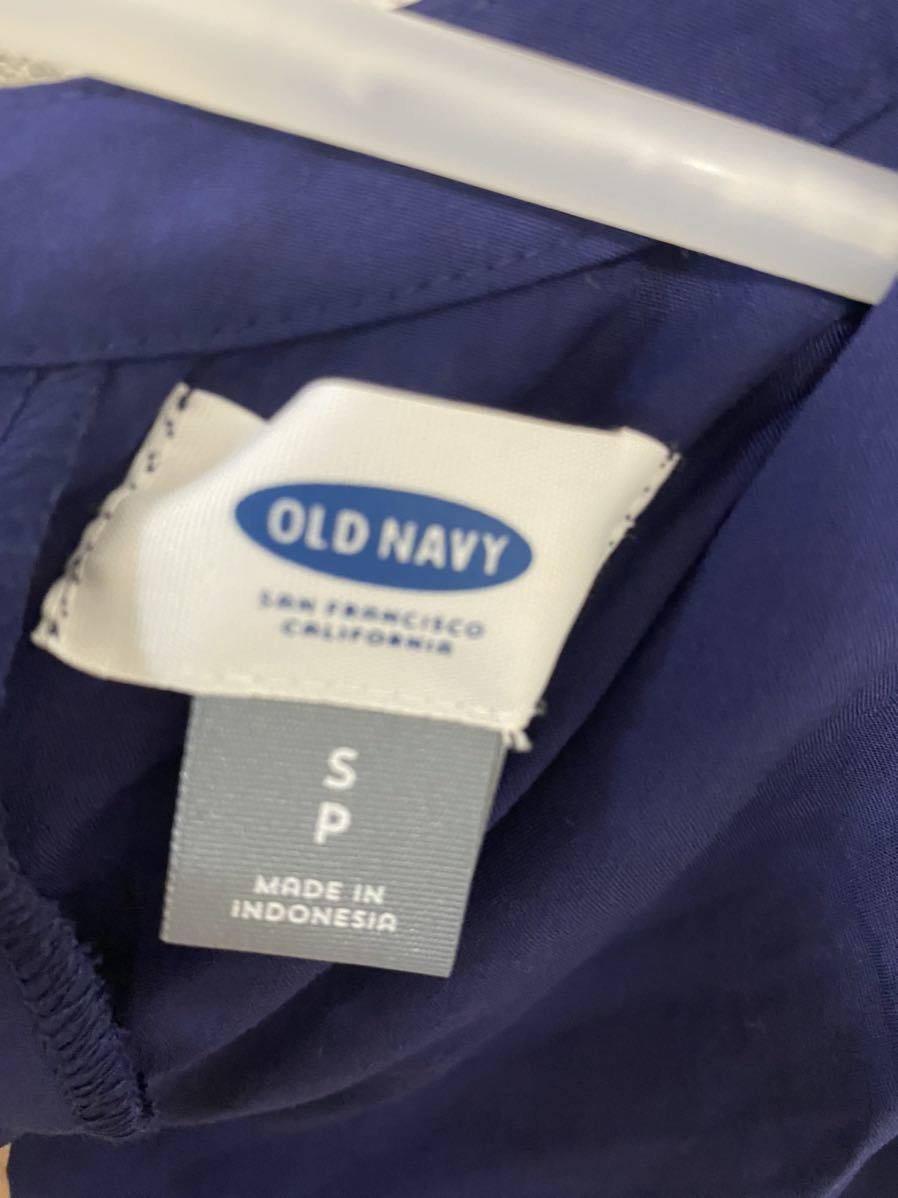 OLD NAVY
SAN FRANCISCO
CALIFORNIA
S
P
MADE IN
INDONESIA